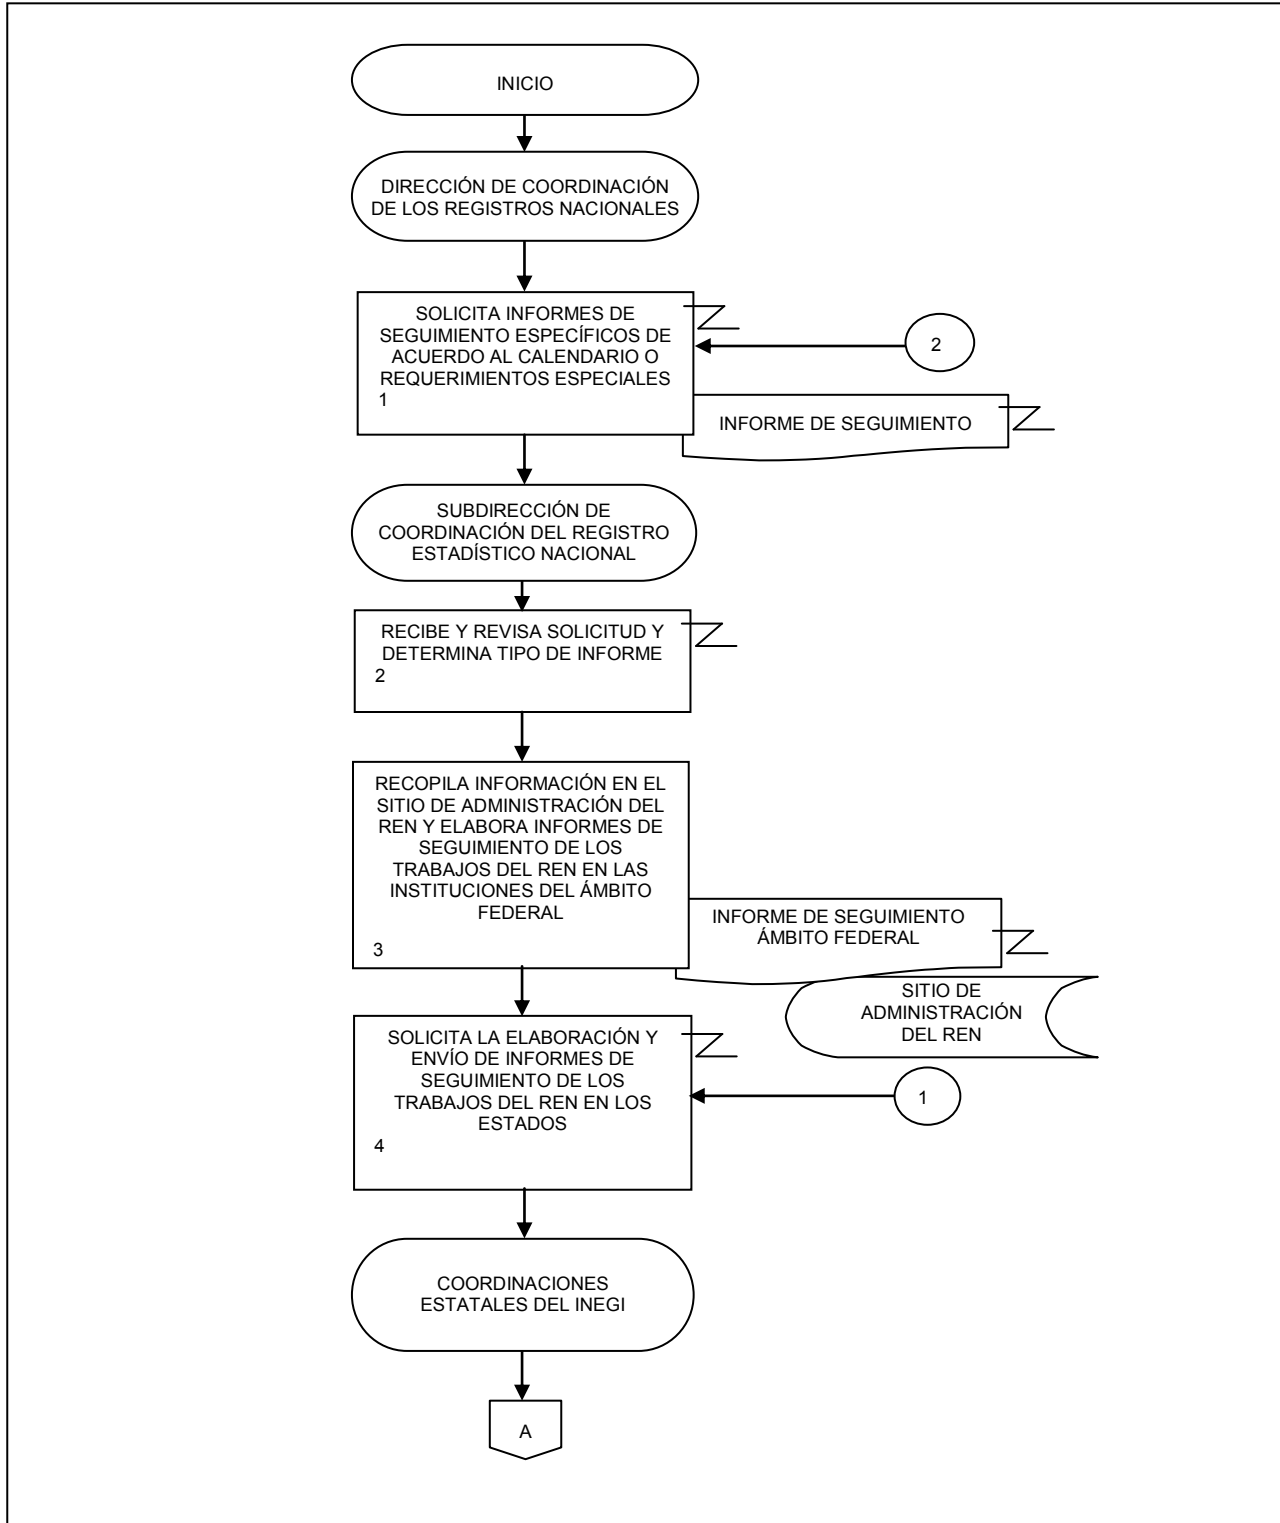 INICIO
DIRECCIÓN DE COORDINACIÓN
DE LOS REGISTROS NACIONALES
SOLICITA INFORMES DE
SEGUIMIENTO ESPECÍFICOS DE
ACUERDO AL CALENDARIO O
REQUERIMIENTOS ESPECIALES
1
2
INFORME DE SEGUIMIENTO
SUBDIRECCIÓN DE
COORDINACIÓN DEL REGISTRO
ESTADÍSTICO NACIONAL
RECIBE Y REVISA SOLICITUD Y
DETERMINA TIPO DE INFORME
2
RECOPILA INFORMACIÓN EN EL
SITIO DE ADMINISTRACIÓN DEL
REN Y ELABORA INFORMES DE
SEGUIMIENTO DE LOS
TRABAJOS DEL REN EN LAS
INSTITUCIONES DEL ÁMBITO
FEDERAL
3
INFORME DE SEGUIMIENTO
ÁMBITO FEDERAL
SITIO DE
ADMINISTRACIÓN
DEL REN
SOLICITA LA ELABORACIÓN Y
ENVÍO DE INFORMES DE
SEGUIMIENTO DE LOS
TRABAJOS DEL REN EN LOS
ESTADOS
4
1
COORDINACIONES
ESTATALES DEL INEGI
A